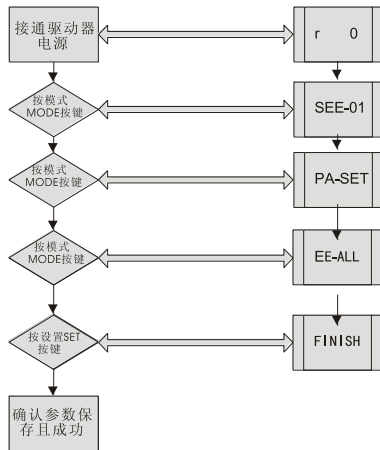 接通驱动器
电源
r 0
按模式
MODE按键
SEE-01
按模式
MODE按键
PA-SET
按模式
MODE按键
EE-ALL
按设置SET
按键
FINISH
确认参数保
存且成功